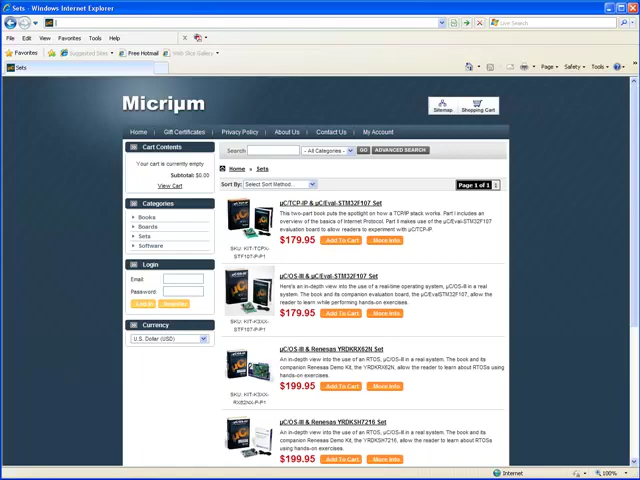 Sets - Windows Internet Explorer
Live Search
File Edit View Favorites Tools Help
Favorites Suggested Sites Free Hotmail Web Slice Gallery
Sets
Page Safety Tools
Micriµm
Sitemap Shopping Cart
Home | Gift Certificates | Privacy Policy | About Us | Contact Us | My Account
Cart Contents
Your cart is currently empty
Subtotal: $0.00
View Cart
Categories
Books
Boards
Sets
Software
Login
Email:
Password:
Log In Register
Currency
U.S. Dollar (USD)
Search - All Categories - GO ADVANCED SEARCH
Home » Sets
Sort By: Select Sort Method... Page 1 of 1 1
µC/TCP-IP & µC/Eval-STM32F107 Set
This two-part book puts the spotlight on how a TCP/IP stack works. Part I includes an
overview of the basics of Internet Protocol. Part II makes use of the µC/Eval-STM32F107
evaluation board to allow readers to experiment with µC/TCP-IP.
$179.95 Add To Cart More Info
SKU: KIT-TCPX-
STF107-P-P1
µC/OS-III & µC/Eval-STM32F107 Set
Here's an in-depth view into the use of a real-time operating system, µC/OS-III in a real system.
The book and its companion evaluation board, the µC/Eval-STM32F107, allow the
reader to learn while performing hands-on exercises.
$179.95 Add To Cart More Info
SKU: KIT-K3XX-
STF107-P-P1
µC/OS-III & Renesas YRDKRX62N Set
An in-depth view into the use of an RTOS, µC/OS-III in a real system. The book and its
companion Renesas Demo Kit, the YRDKRX62N, allow the reader to learn about RTOSes using
hands-on exercises.
$199.95 Add To Cart More Info
SKU: KIT-K3XX-
RX62NX-P-P1
µC/OS-III & Renesas YRDKSH7216 Set
An in-depth view into the use of an RTOS, µC/OS-III in a real system. The book and its
companion Renesas Demo Kit, the YRDKSH7216, allow the reader to learn about
RTOSes using hands-on exercises.
$199.95 Add To Cart More Info
Internet 100%